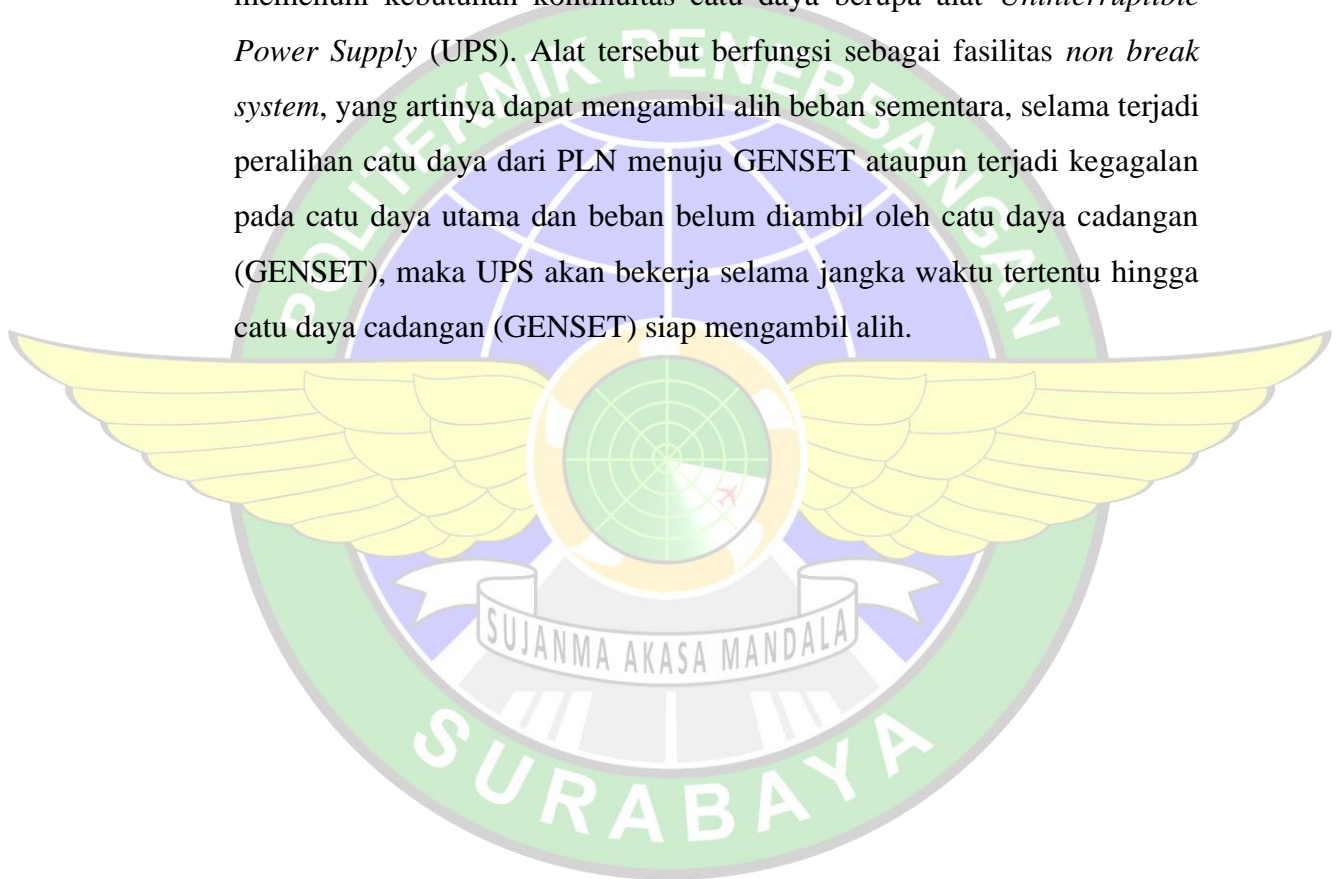 memenuhi kebutuhan kontinuitas catu daya berupa alat Uninterruptible
Power Supply (UPS). Alat tersebut berfungsi sebagai fasilitas non break
system, yang artinya dapat mengambil alih beban sementara, selama terjadi
peralihan catu daya dari PLN menuju GENSET ataupun terjadi kegagalan
pada catu daya utama dan beban belum diambil oleh catu daya cadangan
(GENSET), maka UPS akan bekerja selama jangka waktu tertentu hingga
catu daya cadangan (GENSET) siap mengambil alih.
POLITEKNIK PENERBANGAN
SUJANMA AKASA MANDALA
SURABAYA